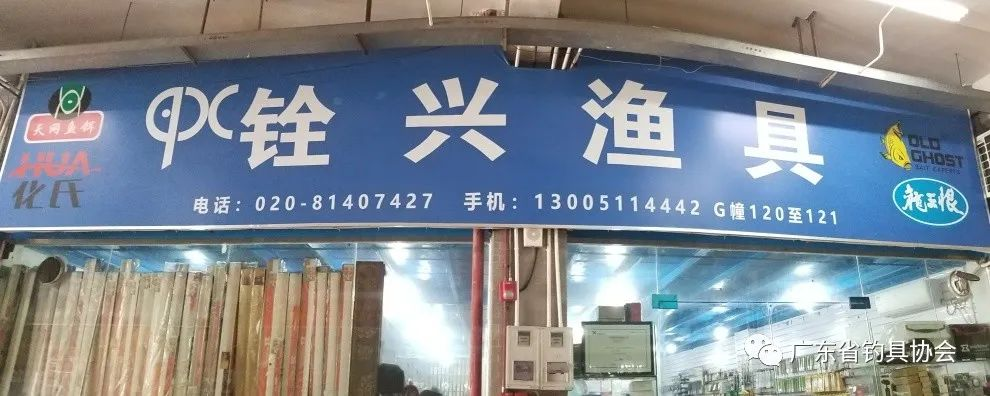 天网鱼饵
HUA
化氏
铨兴渔具
OLD
GHOST
BAIT EXPERTS
龙王恨
电话：020-81407427 手机：13005114442 G幢120至121
广东省钓具协会